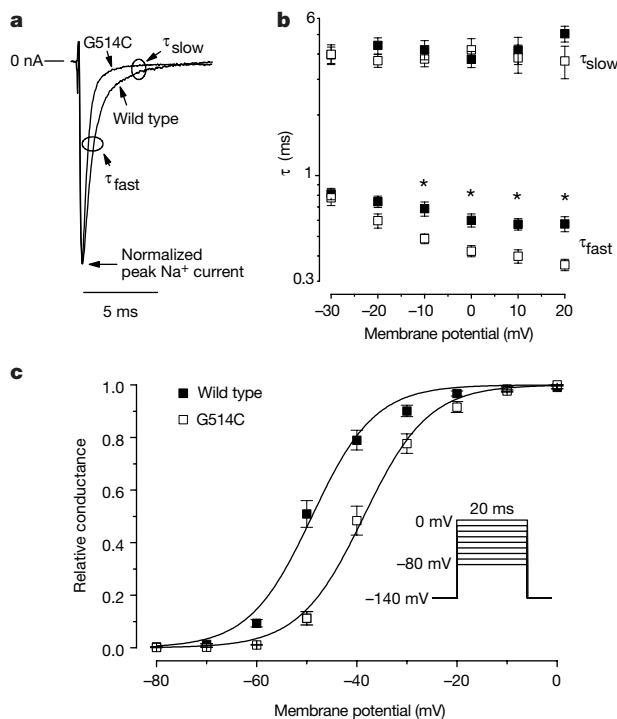 a
G514C
τslow
0 nA
Wild type
τfast
Normalized
peak Na+ current
5 ms
b
6
1
0.3
τ (ms)
τslow
* * * *
τfast
−30 −20 −10 0 10 20
Membrane potential (mV)
c
1.0
0.8
0.6
0.4
0.2
0.0
Relative conductance
Wild type
G514C
20 ms
0 mV
−80 mV
−140 mV
−80 −60 −40 −20 0
Membrane potential (mV)